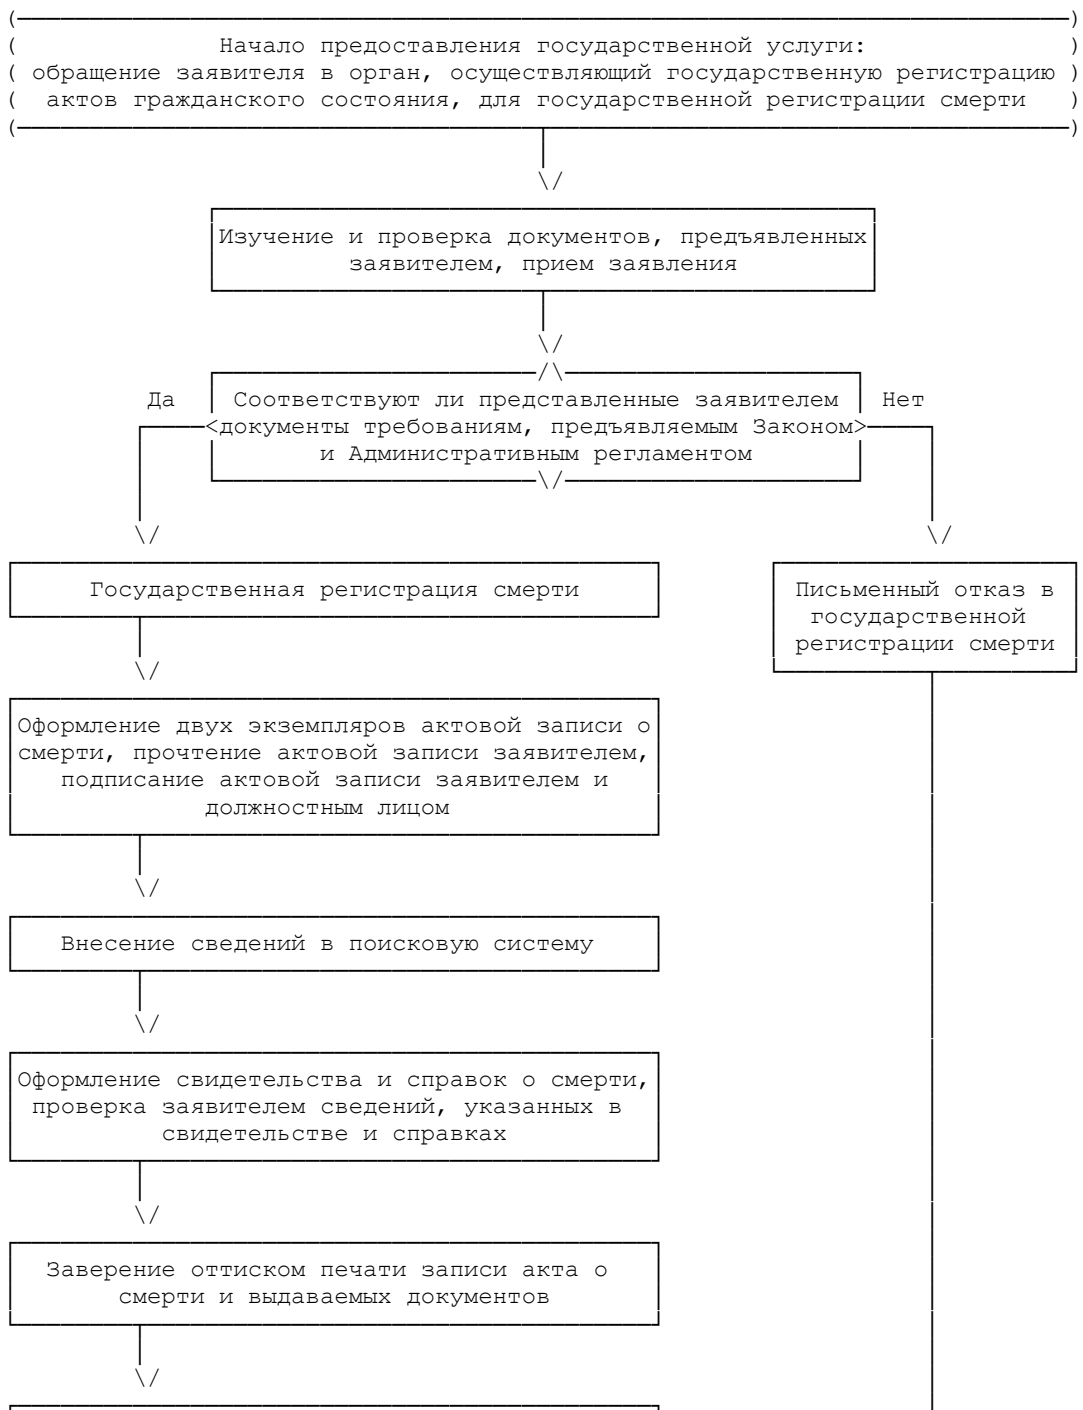 Начало предоставления государственной услуги:
обращение заявителя в орган, осуществляющий государственную регистрацию
актов гражданского состояния, для государственной регистрации смерти
Изучение и проверка документов, предъявленных
заявителем, прием заявления
Да
Соответствуют ли представленные заявителем
документы требованиям, предъявляемым Законом
и Административным регламентом
Нет
Государственная регистрация смерти
Письменный отказ в
государственной
регистрации смерти
Оформление двух экземпляров актовой записи о
смерти, прочтение актовой записи заявителем,
подписание актовой записи заявителем и
должностным лицом
Внесение сведений в поисковую систему
Оформление свидетельства и справок о смерти,
проверка заявителем сведений, указанных в
свидетельстве и справках
Заверение оттиском печати записи акта о
смерти и выдаваемых документов